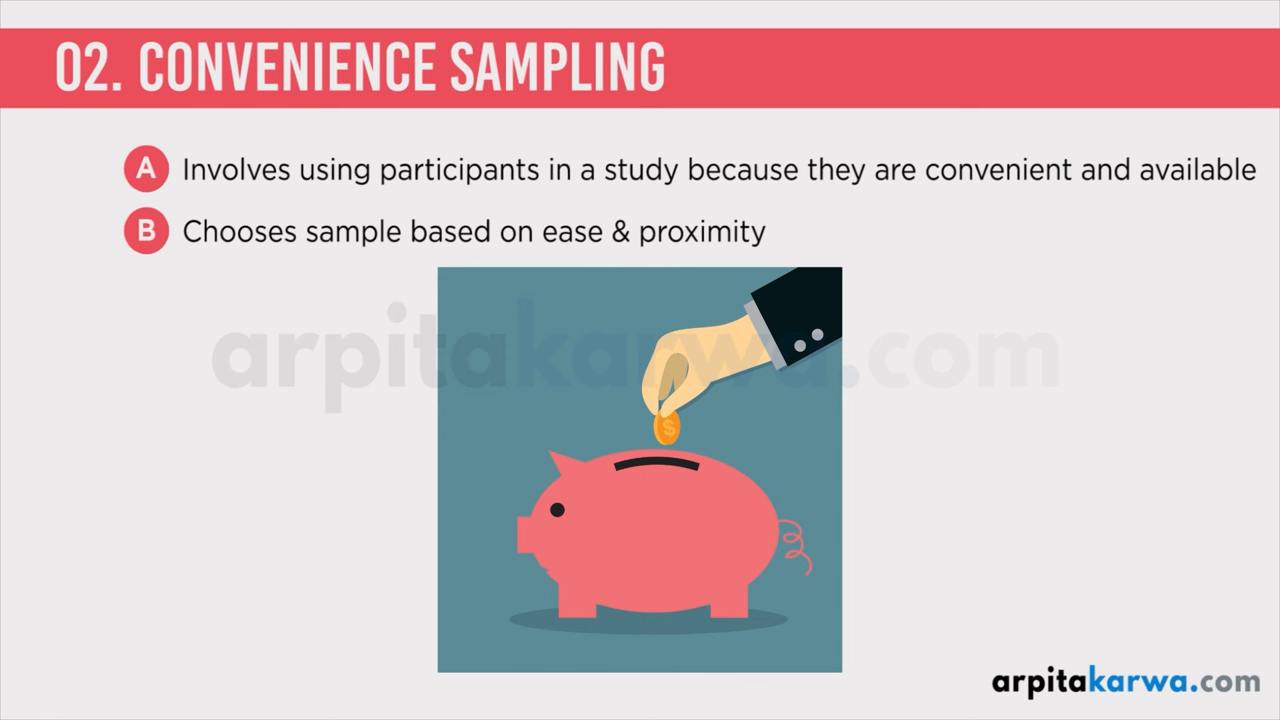 02. CONVENIENCE SAMPLING
A Involves using participants in a study because they are convenient and available
B Chooses sample based on ease & proximity
arpitakarwa.com
$
arpitakarwa.com